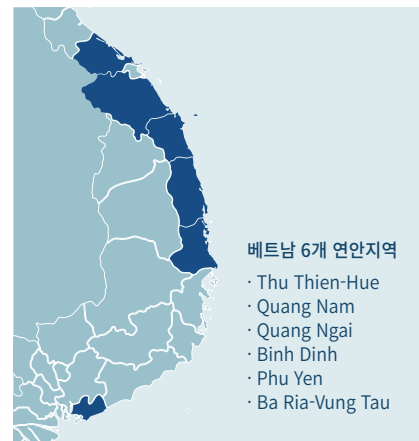 베트남 6개 연안지역
· Thu Thien-Hue
· Quang Nam
· Quang Ngai
· Binh Dinh
· Phu Yen
· Ba Ria-Vung Tau